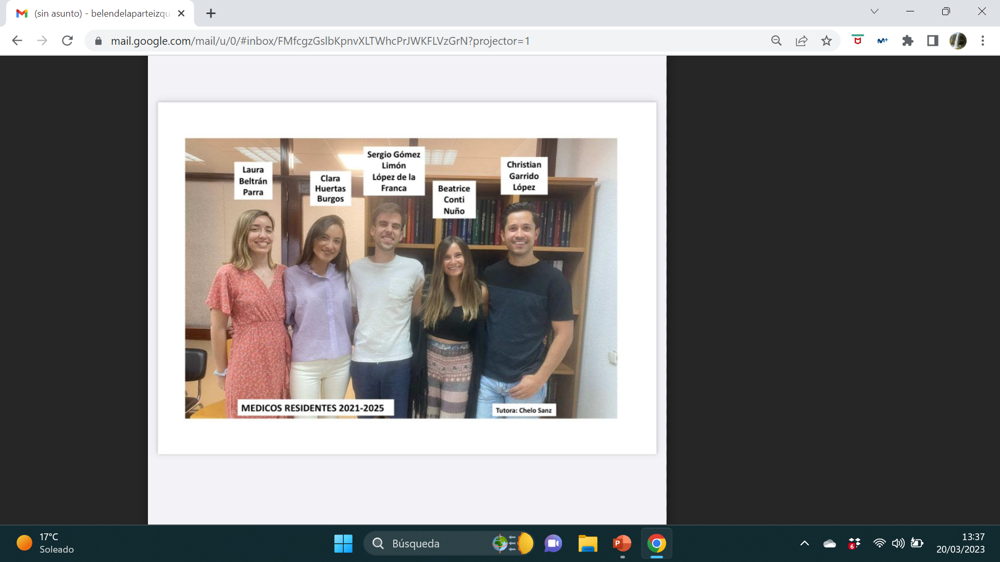 (sin asunto) - belendelaparteizqu
mail.google.com/mail/u/0/#inbox/FMfcgzGslbKpnvXLTWhcPrJWKFLVzGrN?projector=1
Laura
Beltrán
Parra
Clara
Huertas
Burgos
Sergio Gómez
Limón
López de la
Franca
Beatrice
Conti
Nuño
Christian
Garrido
López
MEDICOS RESIDENTES 2021-2025
Tutora: Chelo Sanz
17°C
Soleado
Búsqueda
P
6
13:37
20/03/2023